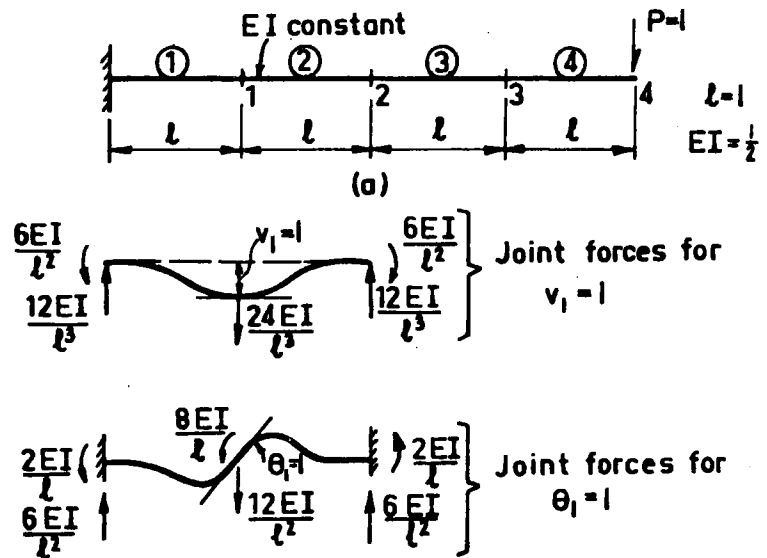 EI constant
P=1
① ② ③ ④
1 2 3 4
l=1
l l l l
EI=1/2
(a)
6EI/l²
v₁=1
6EI/l²
Joint forces for
12EI/l³
24EI/l³
12EI/l³
v₁=1
8EI/l
2EI/l
θ₁=1
2EI/l
Joint forces for
6EI/l²
12EI/l²
6EI/l²
θ₁=1